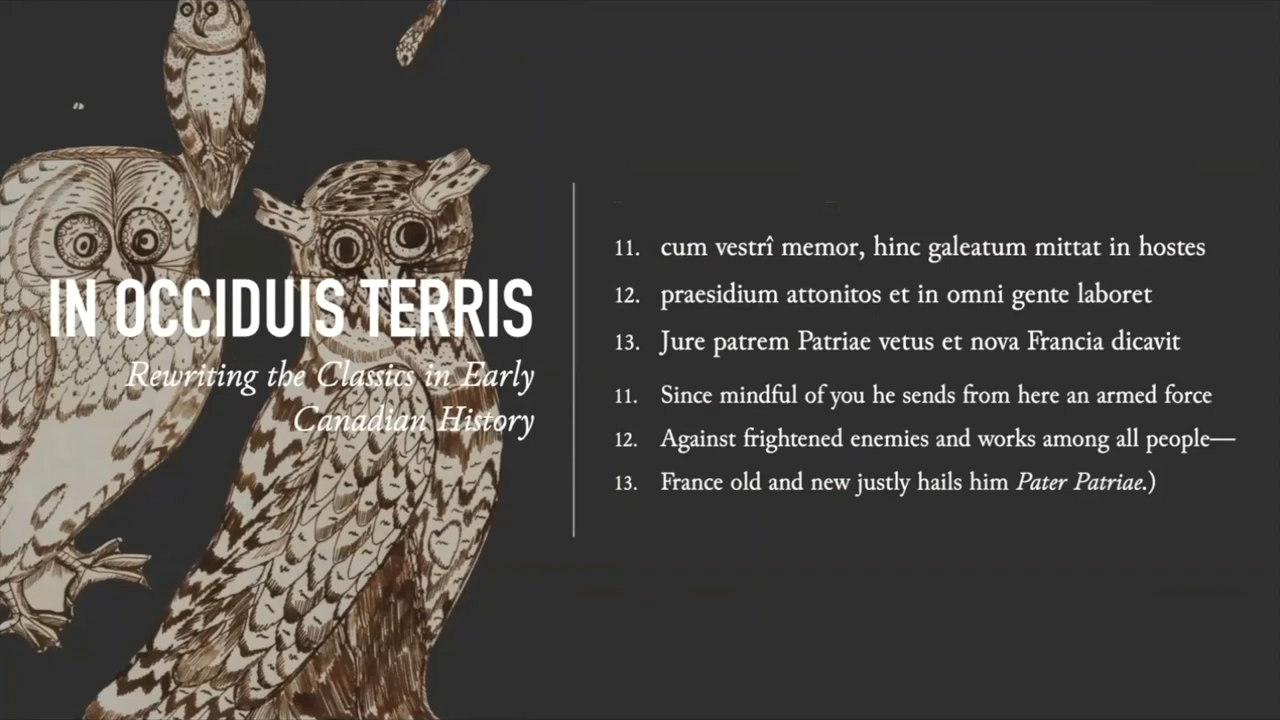 IN OCCIDUIS TERRIS
Rewriting the Classics in Early
Canadian History
11. cum vestrî memor, hinc galeatum mittat in hostes
12. praesidium attonitos et in omni gente laboret
13. Jure patrem Patriae vetus et nova Francia dicavit
11. Since mindful of you he sends from here an armed force
12. Against frightened enemies and works among all people—
13. France old and new justly hails him Pater Patriae.)